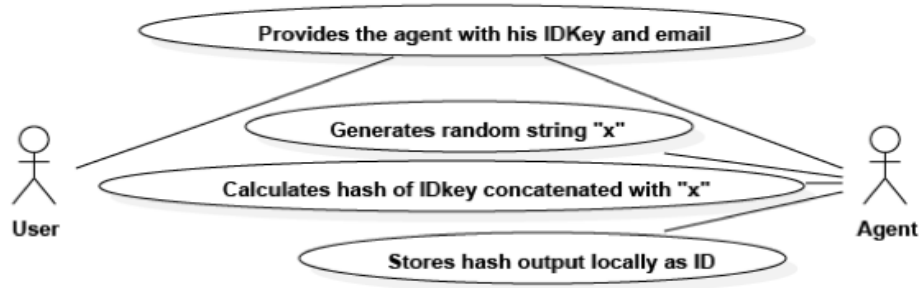 Provides the agent with his IDKey and email
Generates random string "x"
Calculates hash of IDkey concatenated with "x"
User
Agent
Stores hash output locally as ID